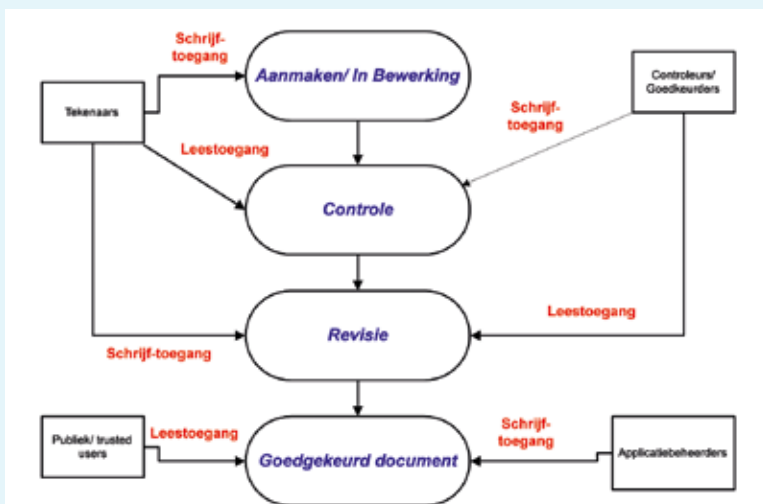 Schrijf-
toegang
Aanmaken/ In Bewerking
Controleurs/
Goedkeurders
Tekenaars
Schrijf-
toegang
Leestoegang
Controle
Leestoegang
Revisie
Schrijf-toegang
Publiek/ trusted
users
Leestoegang
Schrijf-
toegang
Goedgekeurd document
Applicatiebeheerders